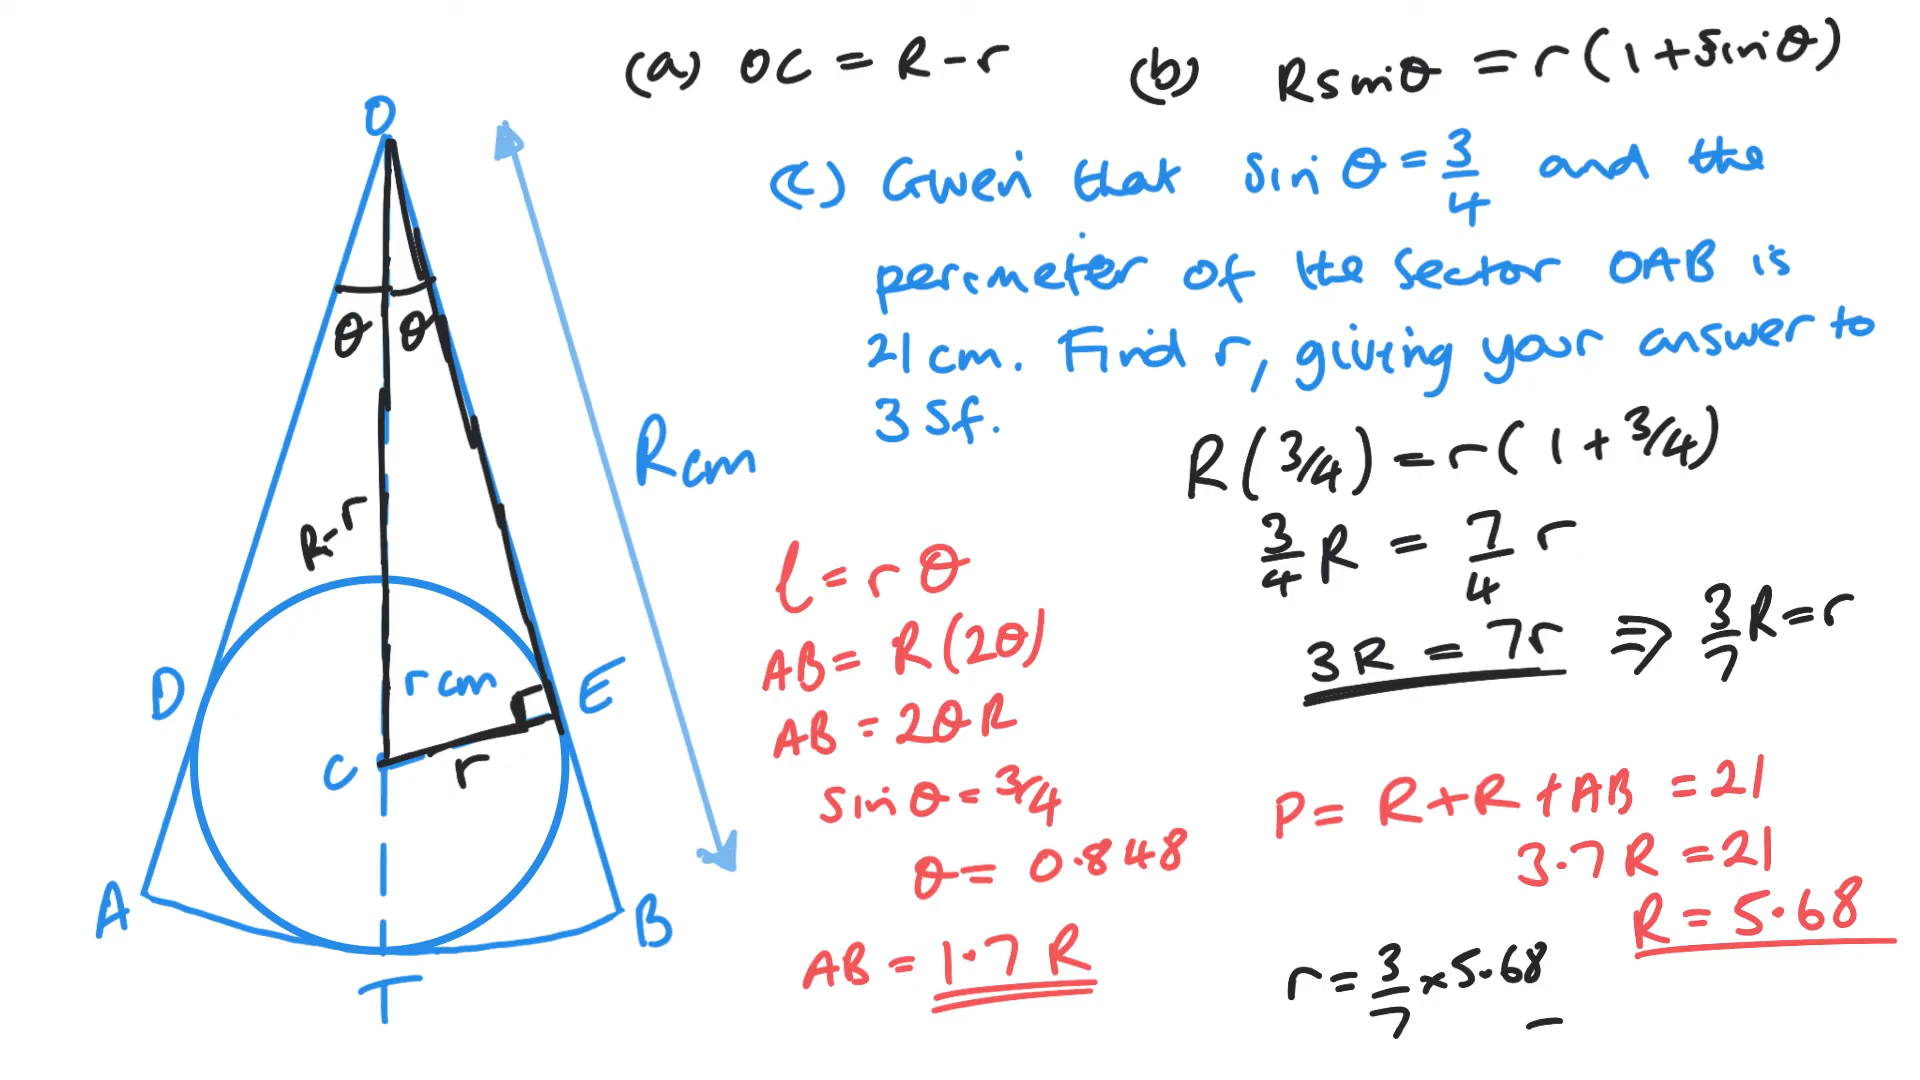 (a) OC = R - r
(b) R sin θ = r(1 + sin θ)
(c) Given that sin θ = 3/4 and the
perimeter of the sector OAB is
21 cm. Find r, giving your answer to
3 sf.
O
θ θ
R-r
R cm
D
r cm
E
C
r
A
B
T
l = r θ
AB = R(2θ)
AB = 2θR
sin θ = 3/4
θ = 0.848
AB = 1.7 R
R(3/4) = r(1 + 3/4)
3/4 R = 7/4 r
3R = 7r ⇒ 3/7 R = r
P = R + R + AB = 21
3.7 R = 21
R = 5.68
r = 3/7 × 5.68